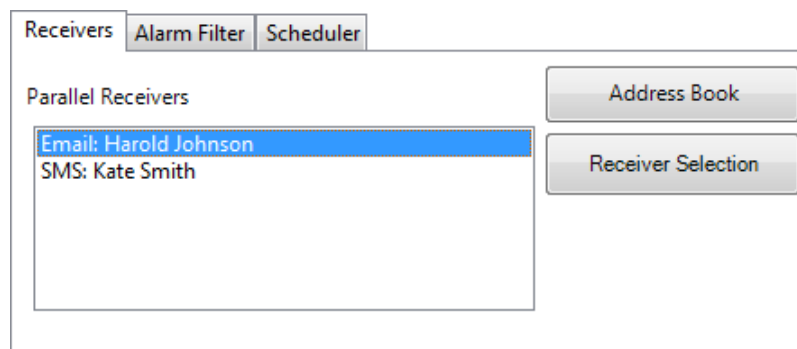 Receivers Alarm Filter Scheduler
Parallel Receivers
Address Book
Email: Harold Johnson
SMS: Kate Smith
Receiver Selection